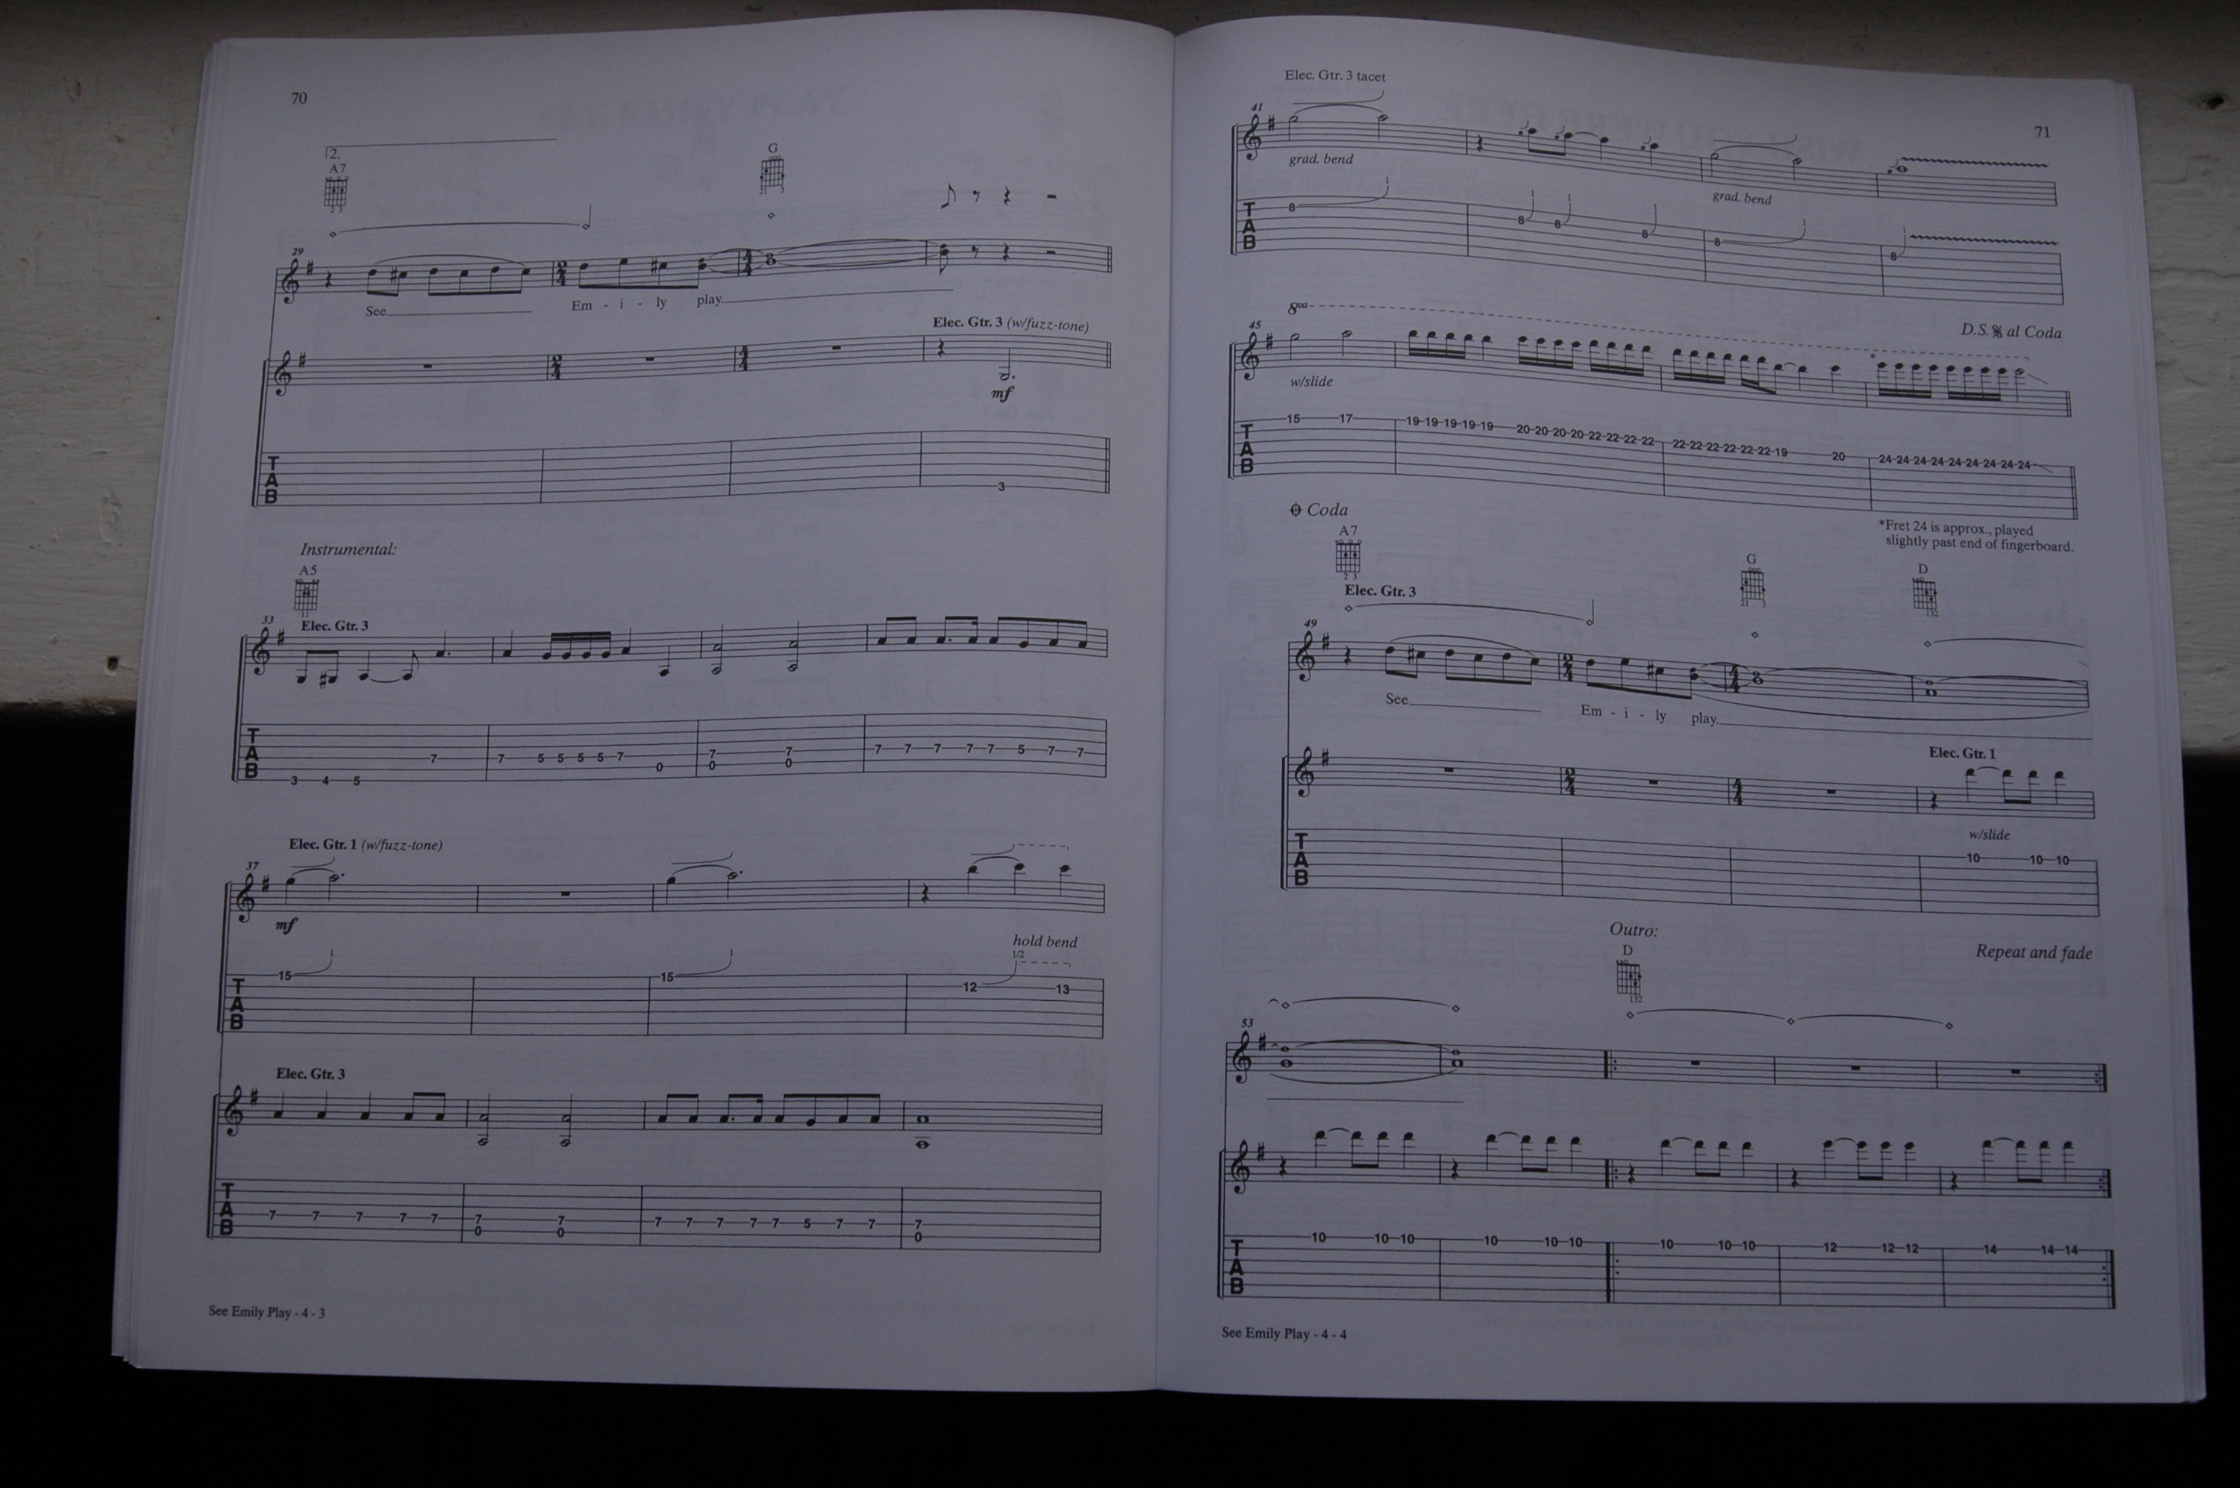 70
2.
A7
G
29
See
Em - i - ly play.
Elec. Gtr. 3 (w/fuzz-tone)
mf
T A B
3
Instrumental:
A5
33
Elec. Gtr. 3
T A B
3 4 5 7 7 5 5 5 5 7 0 7 0 7 0 7 7 7 7 7 5 7 7
Elec. Gtr. 1 (w/fuzz-tone)
37
mf
hold bend
1 1 1/2
T A B
15 15 12 13
Elec. Gtr. 3
T A B
7 7 7 7 7 7 0 7 0 7 7 7 7 7 5 7 7 7 0
See Emily Play - 4 - 3
71
Elec. Gtr. 3 tacet
41
grad. bend
grad. bend
T A B
8 8 8 8 8 8
8va
45
D.S. al Coda
w/slide
T A B
15 17 19 19 19 19 19 20 20 20 20 22 22 22 22 22 22 22 22 22 22 19 20 24 24 24 24 24 24 24 24 24
*Fret 24 is approx., played
slightly past end of fingerboard.
Coda
A7
G
D
Elec. Gtr. 3
49
See
Em - i - ly play.
Elec. Gtr. 1
w/slide
T A B
10 10 10
Outro:
D
Repeat and fade
53
T A B
10 10 10 10 10 10 10 10 10 12 12 12 14 14 14
See Emily Play - 4 - 4